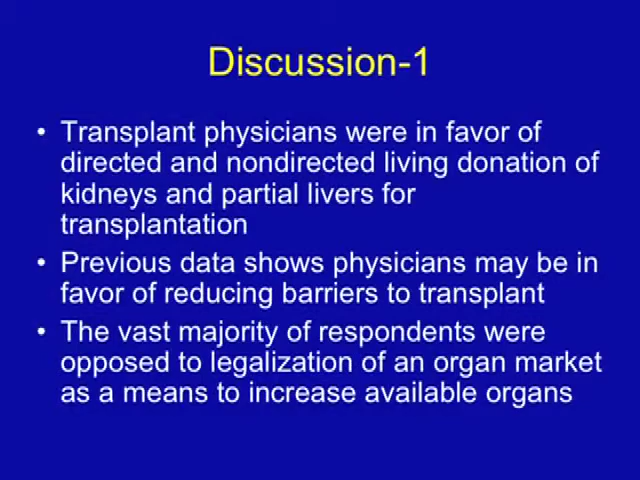 Discussion-1
• Transplant physicians were in favor of
directed and nondirected living donation of
kidneys and partial livers for
transplantation
• Previous data shows physicians may be in
favor of reducing barriers to transplant
• The vast majority of respondents were
opposed to legalization of an organ market
as a means to increase available organs